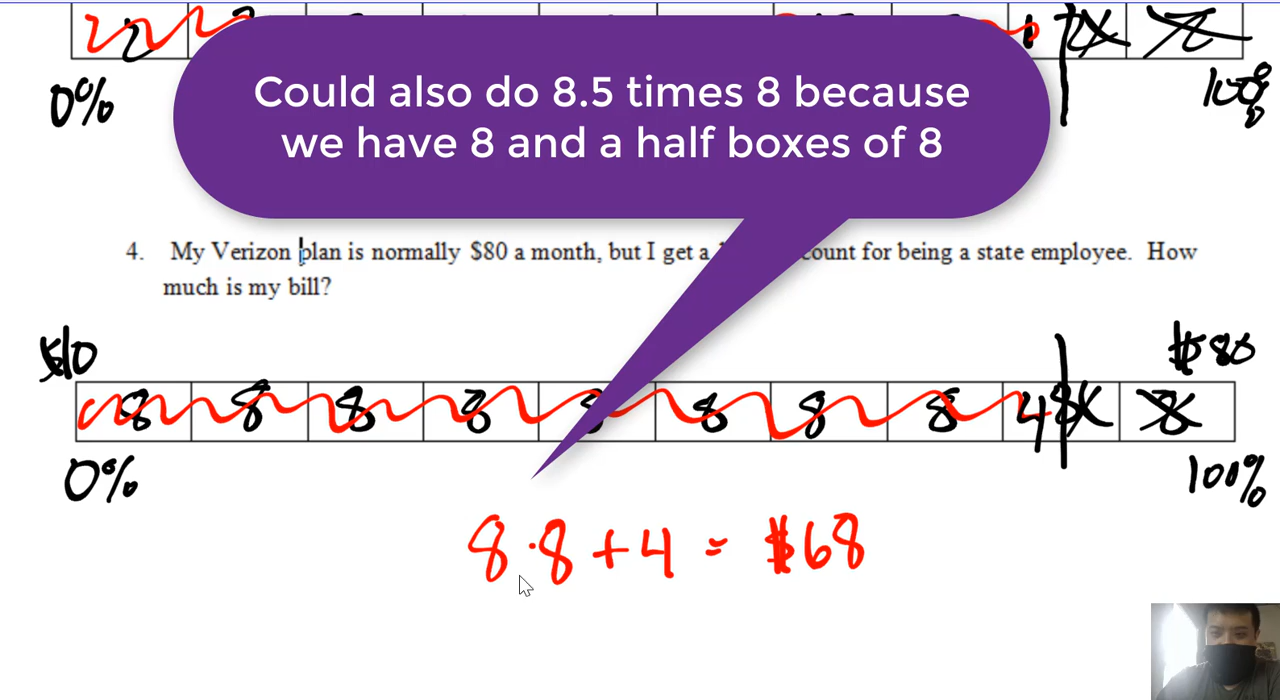 2
0%
100%
Could also do 8.5 times 8 because
we have 8 and a half boxes of 8
4. My Verizon plan is normally $80 a month, but I get a count for being a state employee. How
much is my bill?
$0 $80
8 8 8 8 8 8 8 8 4 8
0% 100%
8 · 8 + 4 = $68